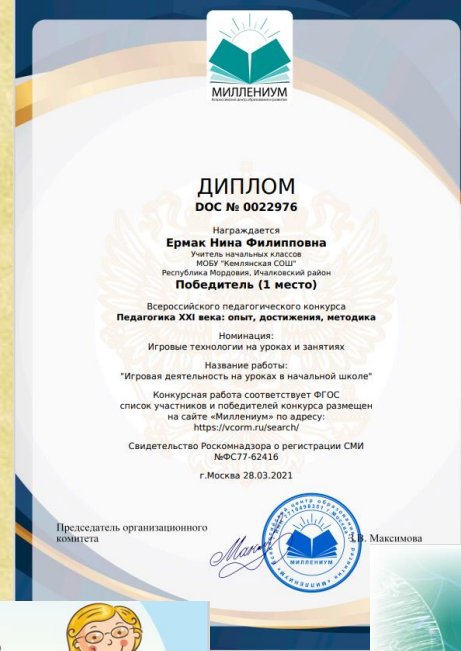 МИЛЛЕНИУМ
ДИПЛОМ
DOC № 0022976
Награждается
Ермак Нина Филипповна
Учитель начальных классов
МОБУ "Кемлянская СОШ"
Республика Мордовия, Ичалковский район
Победитель (1 место)
Всероссийского педагогического конкурса
Педагогика XXI века: опыт, достижения, методика
Номинация:
Игровые технологии на уроках и занятиях
Название работы:
"Игровая деятельность на уроках в начальной школе"
Конкурсная работа соответствует ФГОС
список участников и победителей конкурса размещен
на сайте «Миллениум» по адресу:
https://vcorm.ru/search/
Свидетельство Роскомнадзора о регистрации СМИ
№ФС77-62416
г.Москва 28.03.2021
Председатель организационного
комитета
З.В. Максимова
МИЛЛЕНИУМ